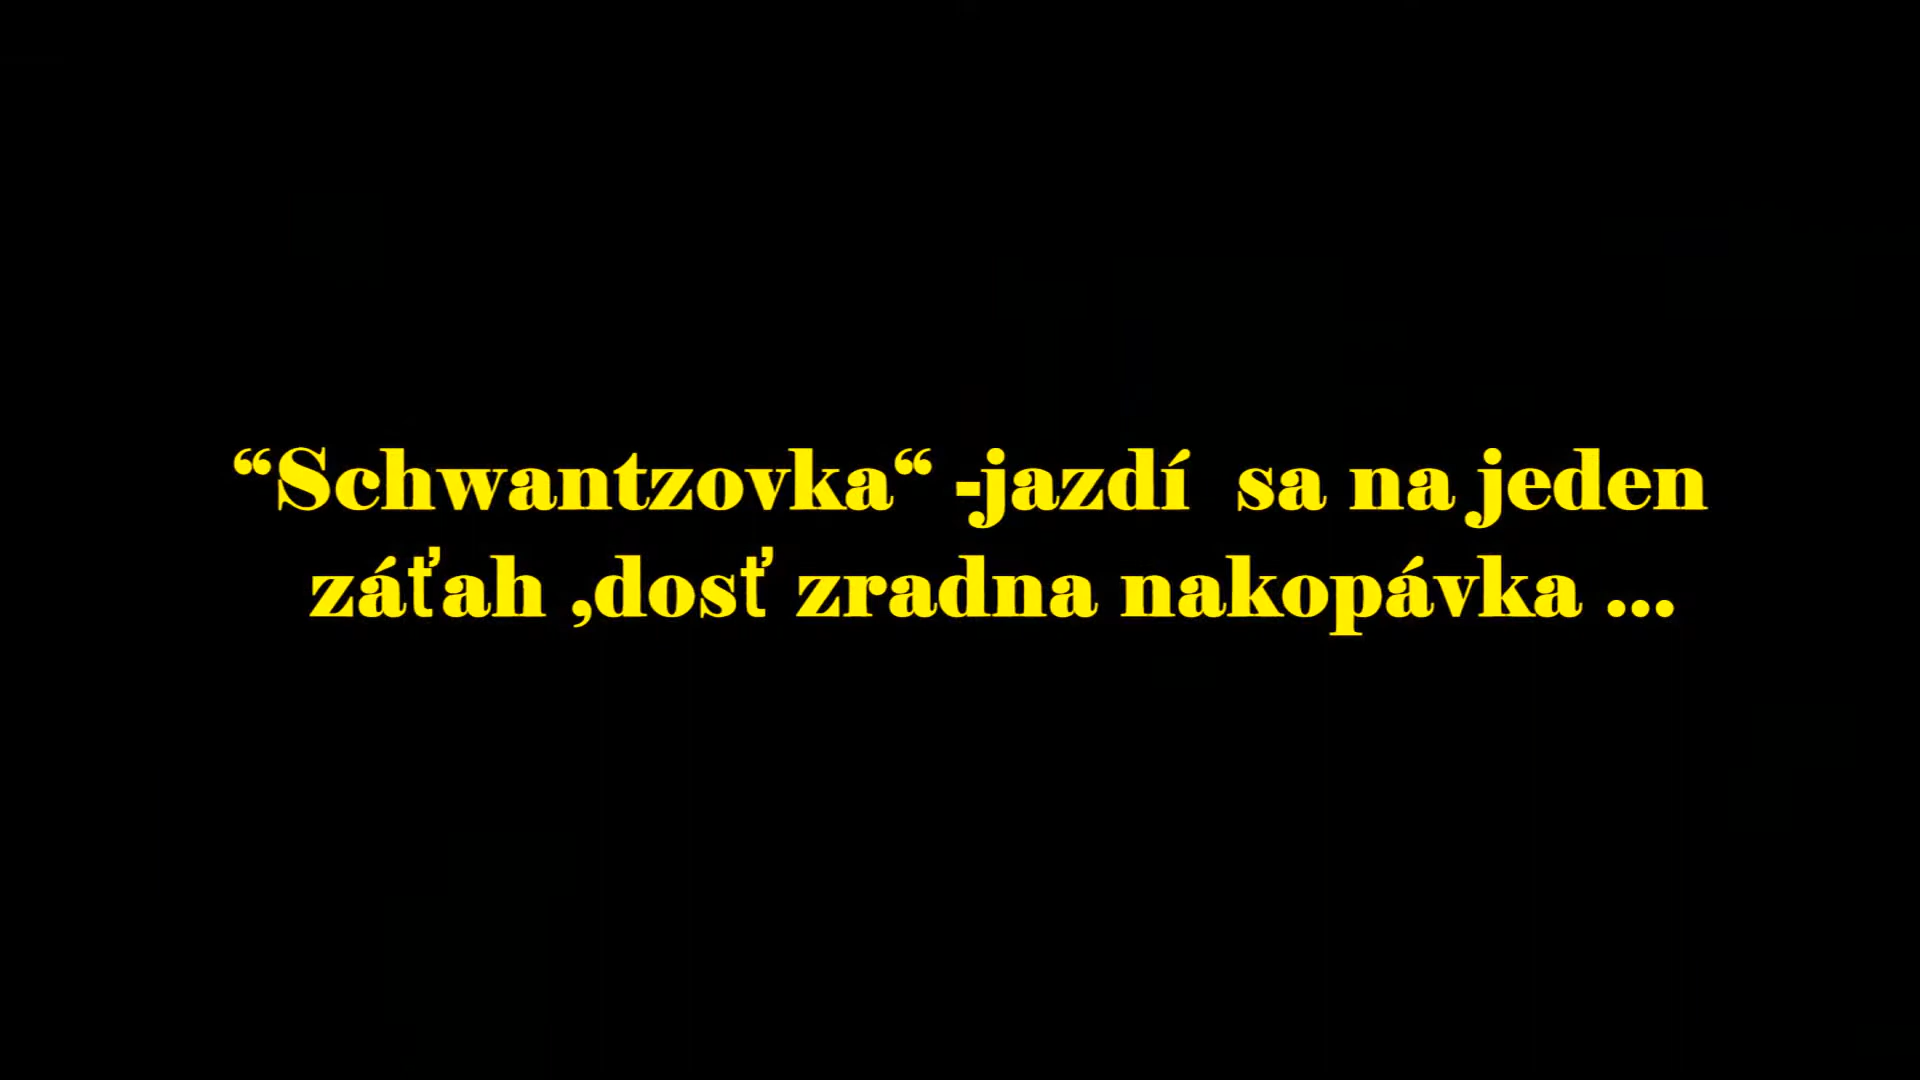 “Schwantzovka“ -jazdí  sa na jeden
záťah ,dosť zradna nakopávka ...